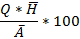 Q * H̅ / A̅ * 100